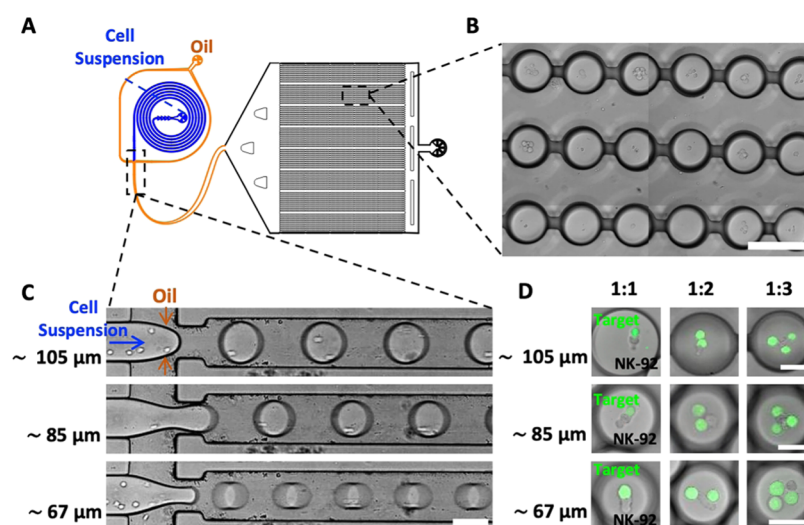 A
Cell
Suspension
Oil
B
C
Oil
Cell
Suspension
~ 105 µm
~ 85 µm
~ 67 µm
D
1:1
1:2
1:3
~ 105 µm
Target
NK-92
~ 85 µm
Target
NK-92
~ 67 µm
Target
NK-92